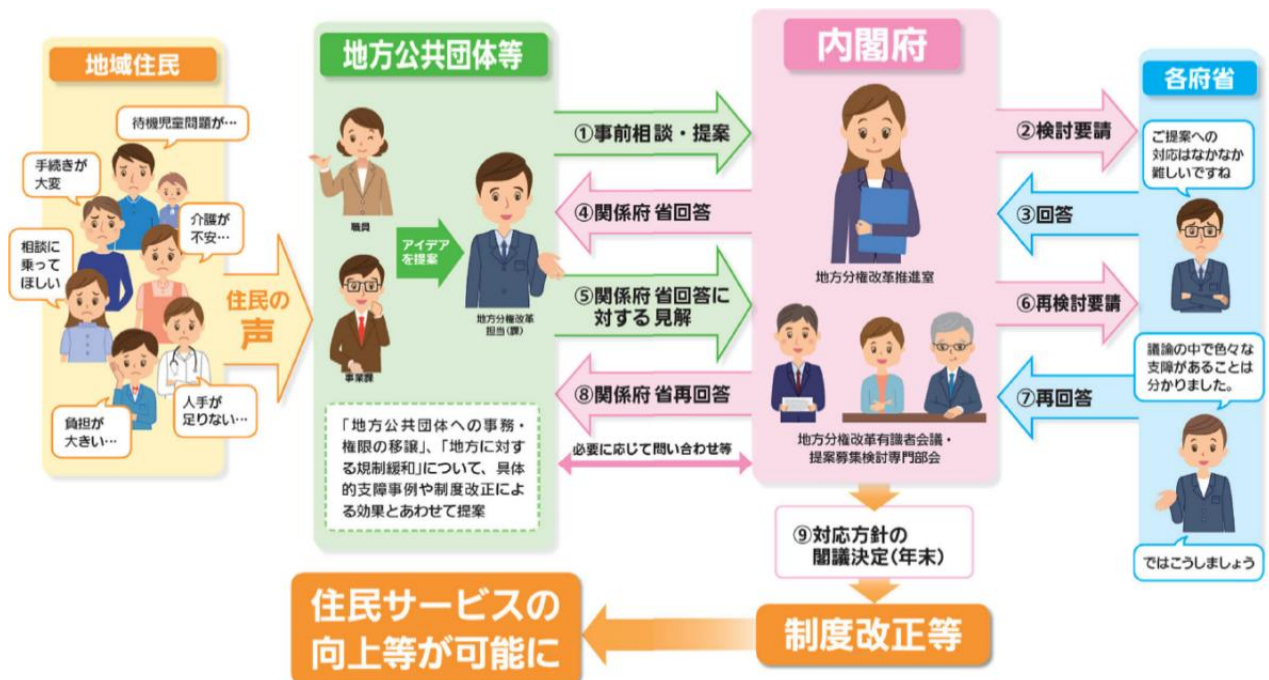 地域住民
待機児童問題が…
手続きが
大変
介護が
不安…
相談に
乗って
ほしい
人手が
足りない…
負担が
大きい…
住民の
声
地方公共団体等
職員
アイデア
を提案
地方分権改革
担当(課)
事業課
「地方公共団体への事務・
権限の移譲」、「地方に対す
る規制緩和」について、具体
的支障事例や制度改正によ
る効果とあわせて提案
①事前相談・提案
④関係府省回答
⑤関係府省回答に
対する見解
⑧関係府省再回答
必要に応じて問い合わせ等
内閣府
地方分権改革推進室
地方分権改革有識者会議・
提案募集検討専門部会
②検討要請
③回答
⑥再検討要請
⑦再回答
各府省
ご提案への
対応はなかなか
難しいですね
議論の中で色々な
支障があることは
分かりました。
ではこうしましょう
⑨対応方針の
閣議決定(年末)
制度改正等
住民サービスの
向上等が可能に